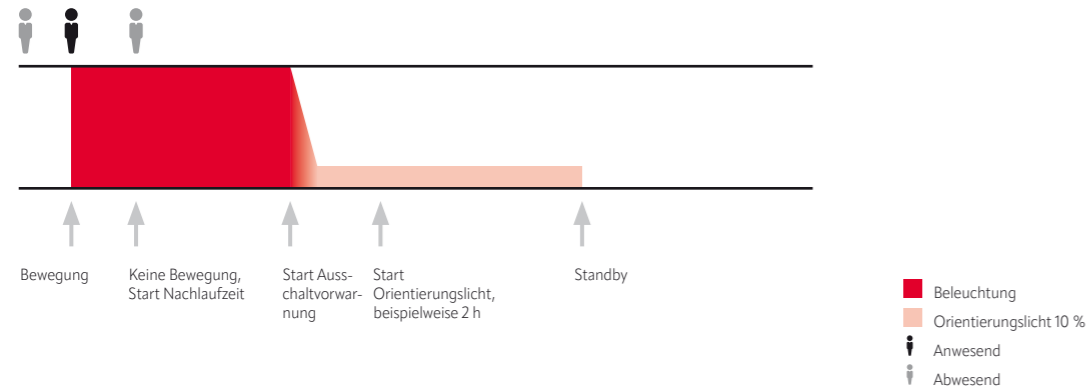 Bewegung
Keine Bewegung,
Start Nachlaufzeit
Start Auss-
chaltvorwar-
nung
Start
Orientierungslicht,
beispielweise 2 h
Standby
Beleuchtung
Orientierungslicht 10 %
Anwesend
Abwesend